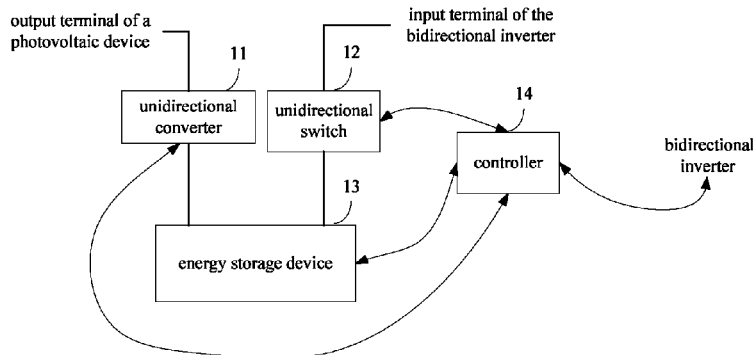 output terminal of a
photovoltaic device
input terminal of the
bidirectional inverter
11
12
14
unidirectional
converter
unidirectional
switch
controller
bidirectional
inverter
13
energy storage device